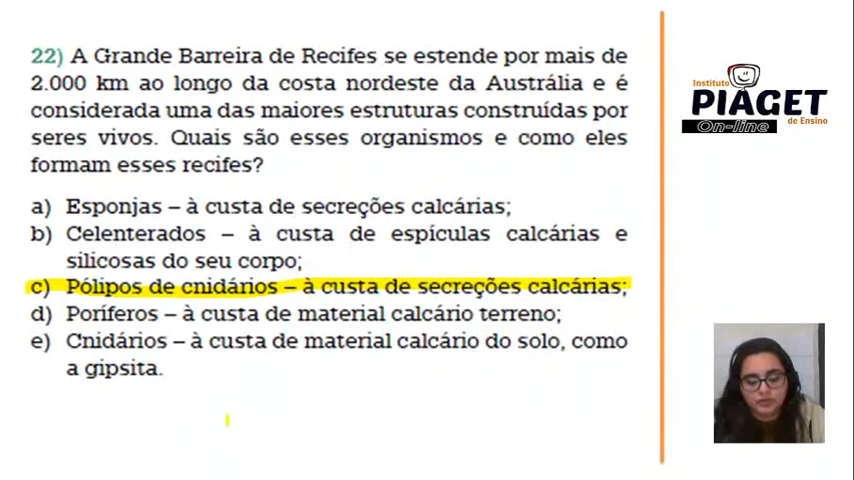 22) A Grande Barreira de Recifes se estende por mais de
2.000 km ao longo da costa nordeste da Austrália e é
considerada uma das maiores estruturas construídas por
seres vivos. Quais são esses organismos e como eles
formam esses recifes?
a) Esponjas – à custa de secreções calcárias;
b) Celenterados – à custa de espículas calcárias e
silicosas do seu corpo;
c) Pólipos de cnidários – à custa de secreções calcárias;
d) Poríferos – à custa de material calcário terreno;
e) Cnidários – à custa de material calcário do solo, como
a gipsita.
Instituto
PIAGET
On-line de Ensino